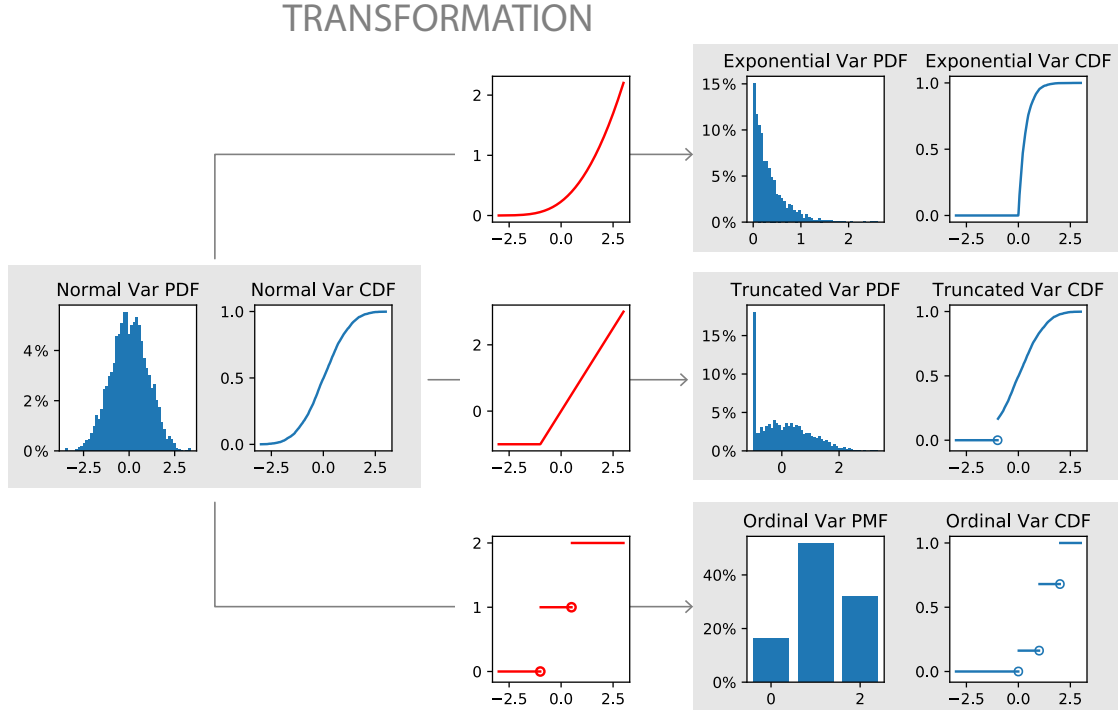 TRANSFORMATION
Exponential Var PDF
Exponential Var CDF
2
1
0
−2.5 0.0 2.5
15%
10%
5%
0%
0 1 2
1.0
0.5
0.0
−2.5 0.0 2.5
Normal Var PDF
Normal Var CDF
4%
2%
0%
−2.5 0.0 2.5
1.0
0.5
0.0
−2.5 0.0 2.5
2
0
−2.5 0.0 2.5
Truncated Var PDF
Truncated Var CDF
15%
10%
5%
0%
0 2
1.0
0.5
0.0
−2.5 0.0 2.5
2
1
0
−2.5 0.0 2.5
Ordinal Var PMF
Ordinal Var CDF
40%
20%
0%
0 2
1.0
0.5
0.0
−2.5 0.0 2.5